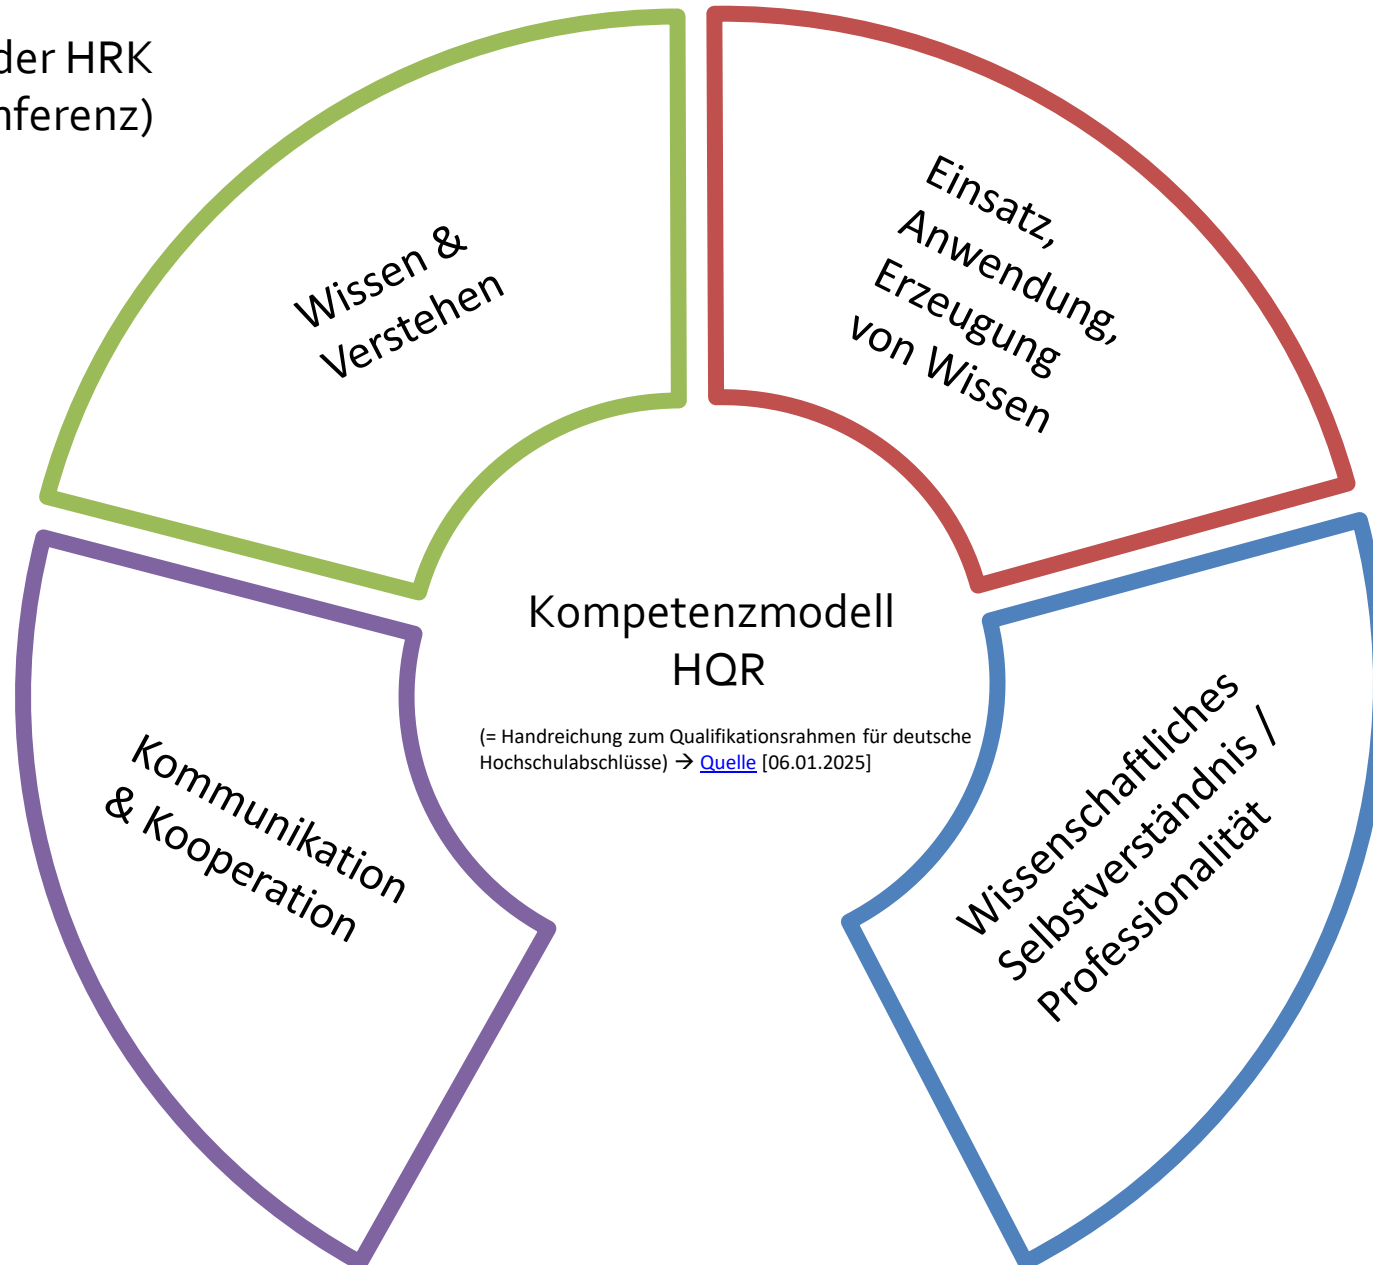 der HRK
nferenz)
Wissen &
Verstehen
Einsatz,
Anwendung,
Erzeugung
von Wissen
Kompetenzmodell
HQR
(= Handreichung zum Qualifikationsrahmen für deutsche
Hochschulabschlüsse) → Quelle [06.01.2025]
Kommunikation
& Kooperation
Wissenschaftliches
Selbstverständnis /
Professionalität